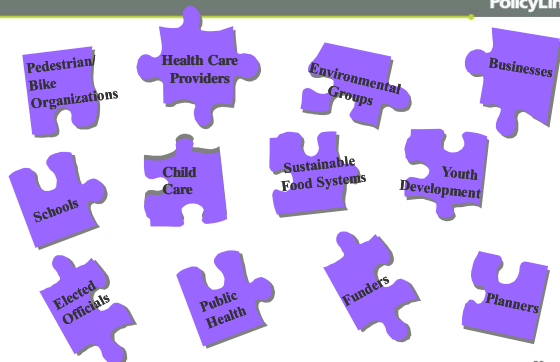 PolicyLin
Pedestrian/
Bike
Organizations
Health Care
Providers
Environmental
Groups
Businesses
Schools
Child
Care
Sustainable
Food Systems
Youth
Development
Elected
Officials
Public
Health
Funders
Planners